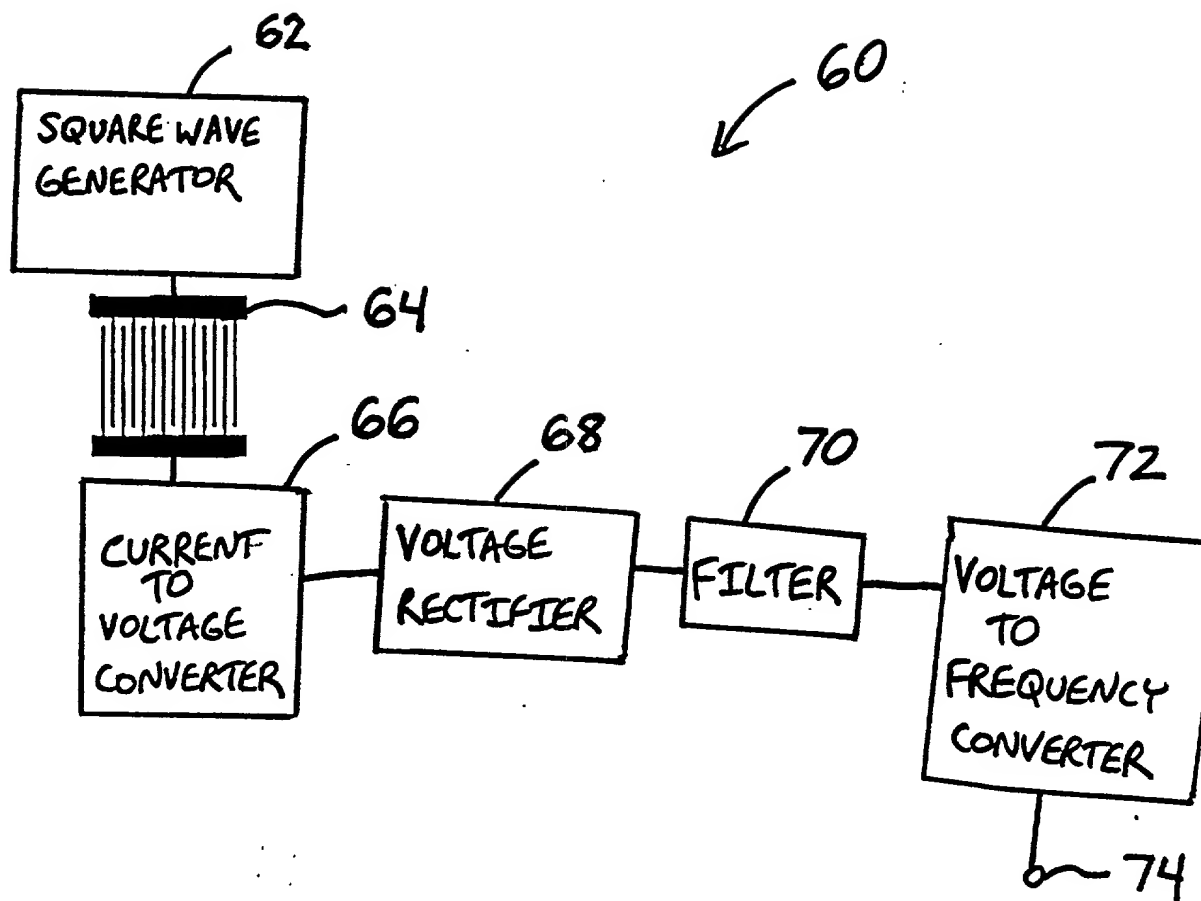 62
60
SQUARE WAVE
GENERATOR
64
66
68
70
72
CURRENT
TO
VOLTAGE
CONVERTER
VOLTAGE
RECTIFIER
FILTER
VOLTAGE
TO
FREQUENCY
CONVERTER
74